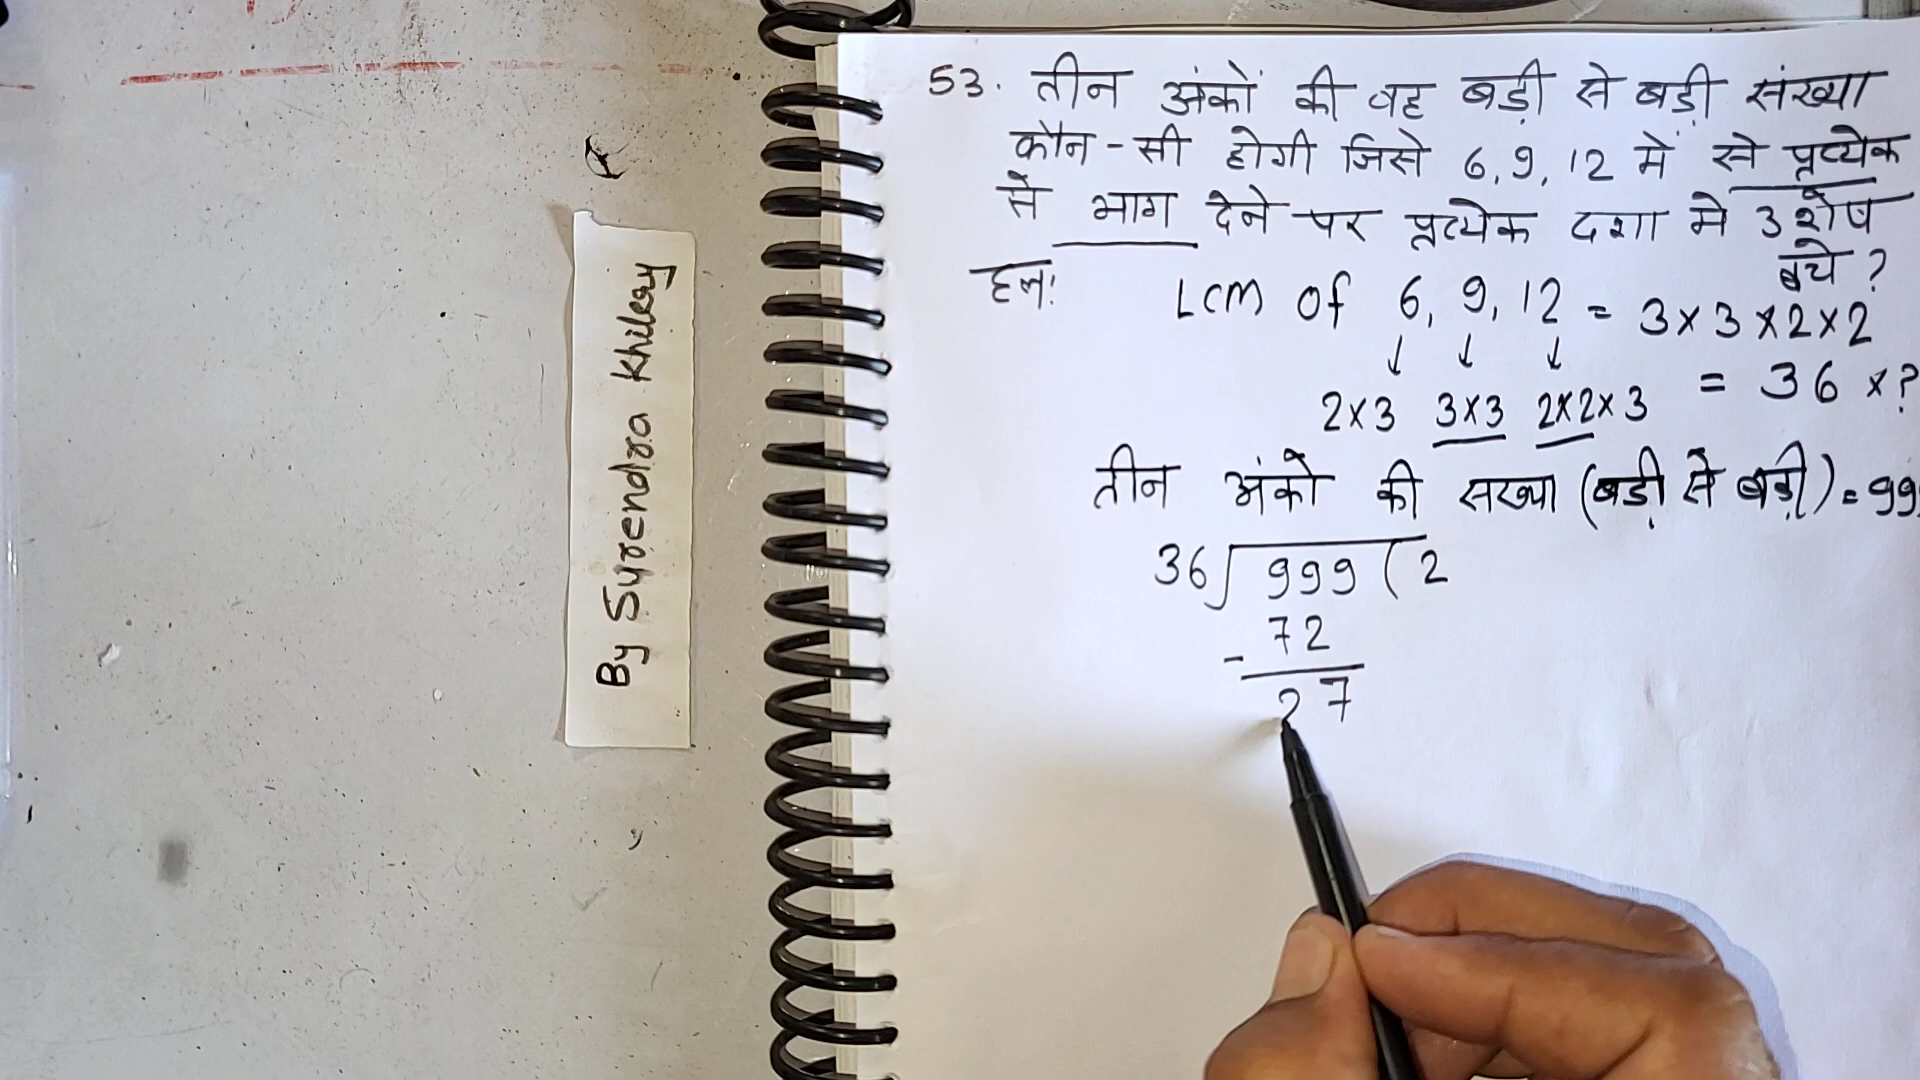 By Surendra Khilery
53. तीन अंकों की वह बड़ी से बड़ी संख्या
कौन-सी होगी जिसे 6, 9, 12 में से प्रत्येक
से भाग देने पर प्रत्येक दशा मे 3 शेष
बचे ?
हल:
LCM of 6, 9, 12 = 3×3×2×2
↓ ↓ ↓
2×3 3×3 2×2×3 = 36 ×?
तीन अंको की सख्या (बड़ी से बड़ी) = 99
36 999 ( 2
- 72
27